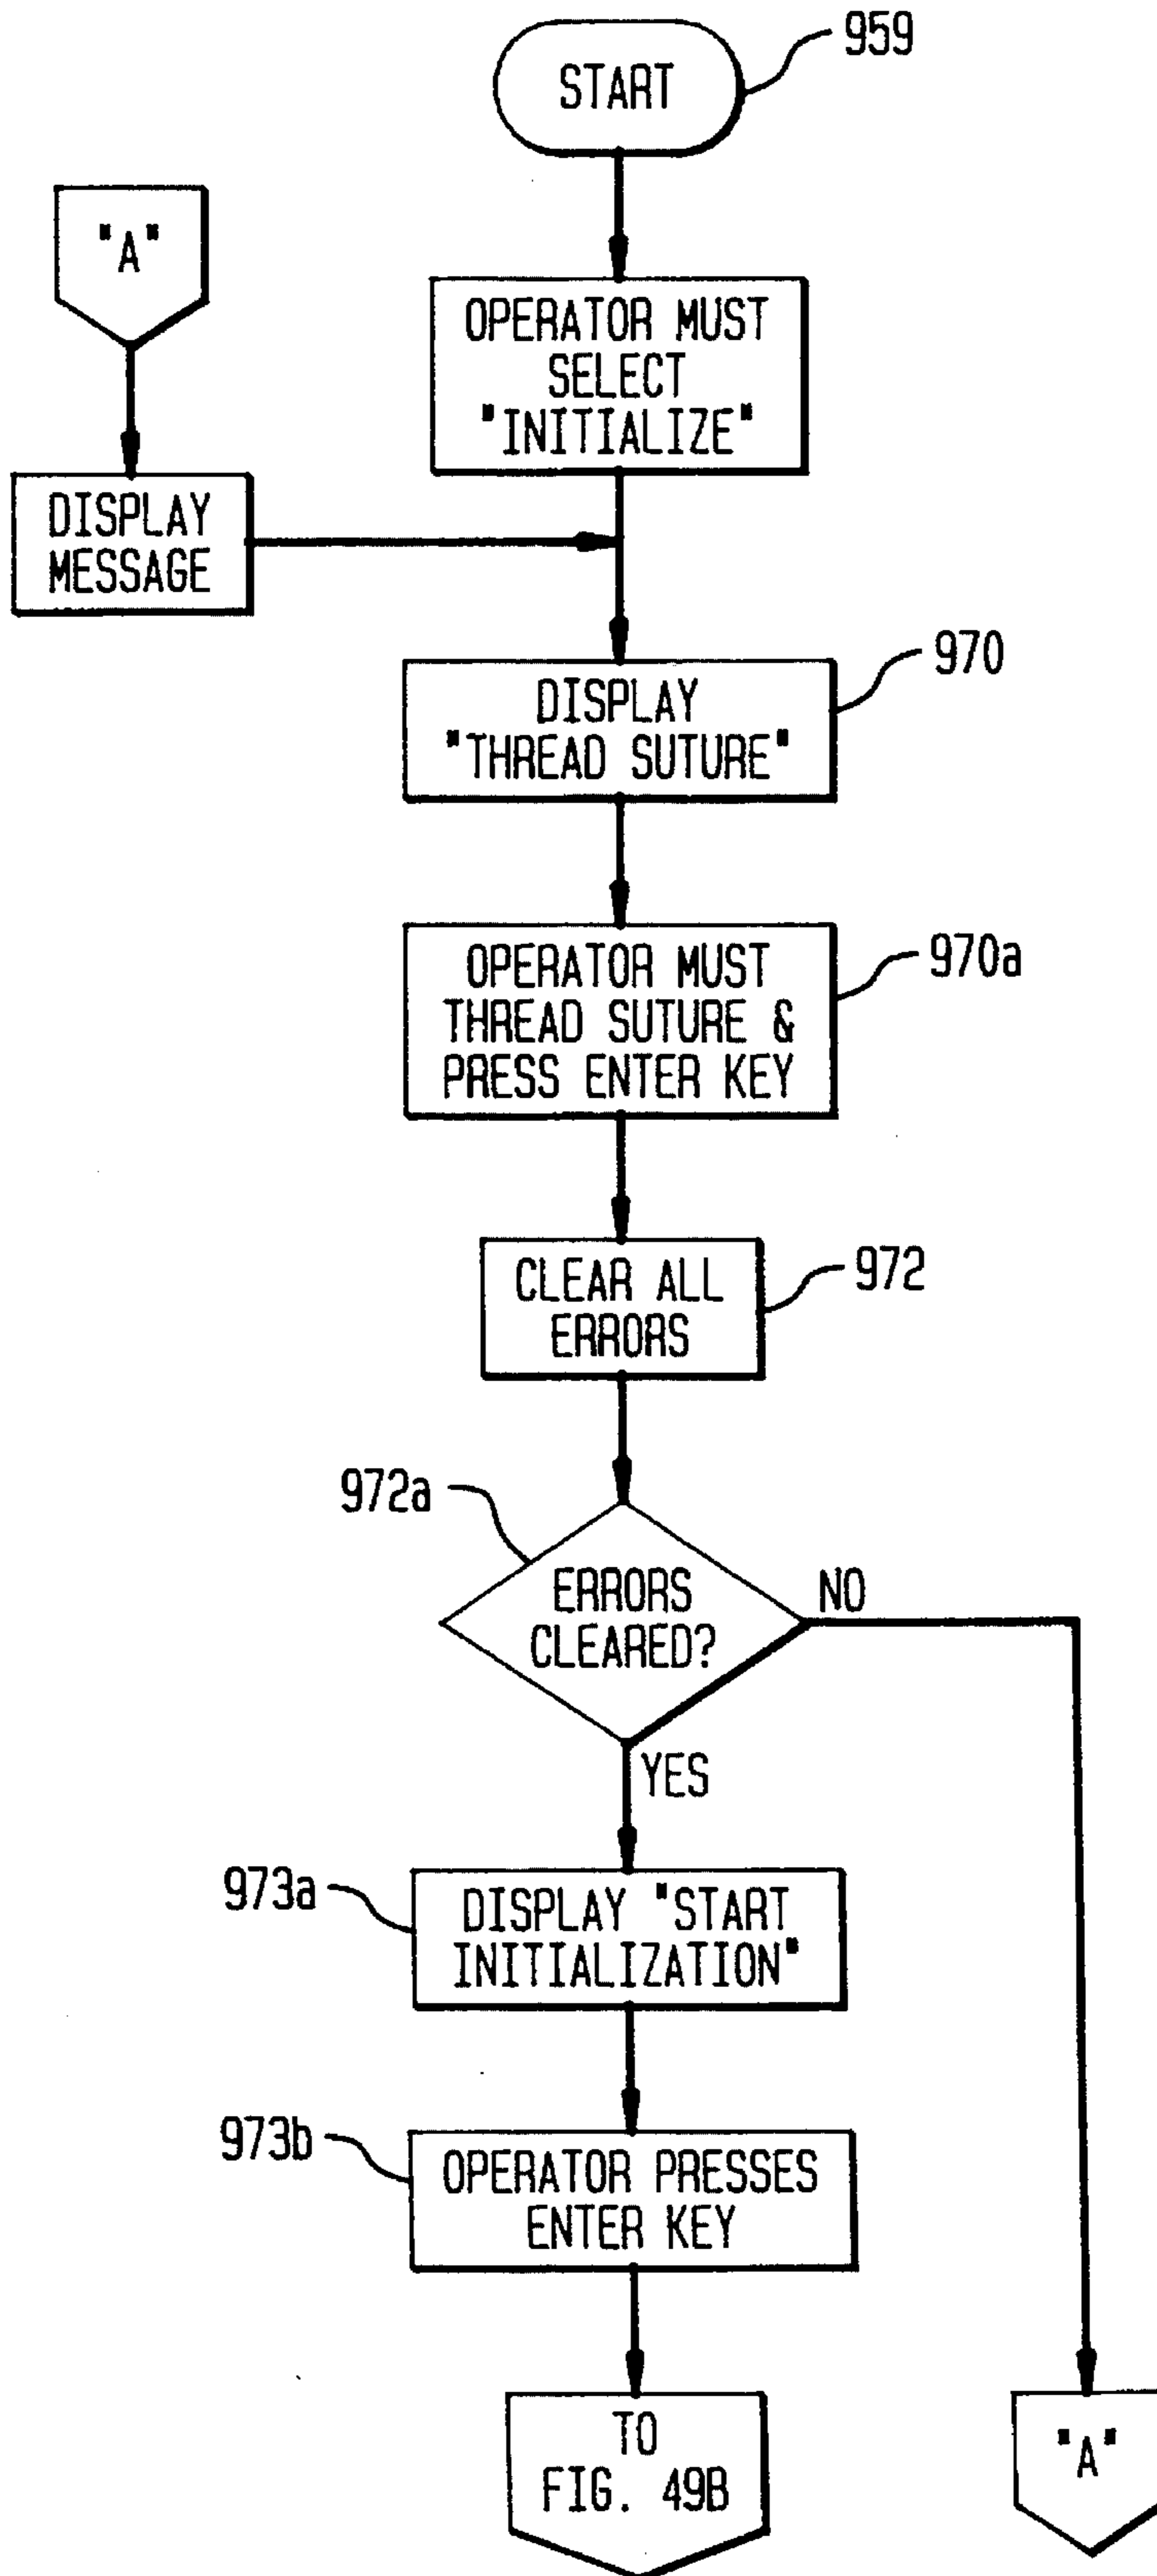 START
959
"A"
OPERATOR MUST
SELECT
"INITIALIZE"
DISPLAY
MESSAGE
DISPLAY
"THREAD SUTURE"
970
OPERATOR MUST
THREAD SUTURE &
PRESS ENTER KEY
970a
CLEAR ALL
ERRORS
972
972a
ERRORS
CLEARED?
NO
YES
973a
DISPLAY "START
INITIALIZATION"
973b
OPERATOR PRESSES
ENTER KEY
TO
FIG. 49B
"A"